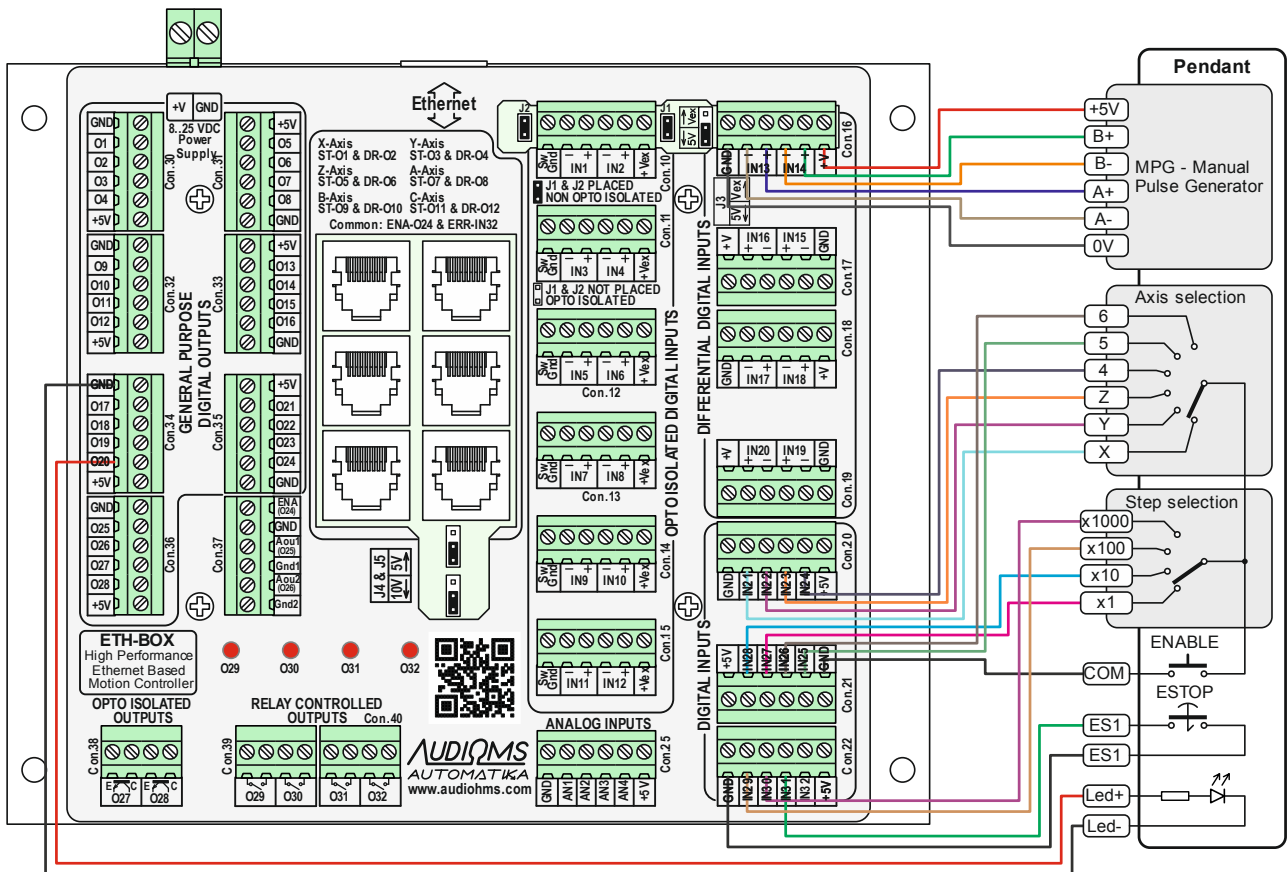 +V GND
8..25 VDC
Power
Supply
GND
O1
O2
O3
O4
+5V
Con.30
+5V
O5
O6
O7
O8
GND
Con.31
GND
O9
O10
O11
O12
+5V
Con.32
+5V
O13
O14
O15
O16
GND
Con.33
GENERAL PURPOSE
DIGITAL OUTPUTS
GND
O17
O18
O19
O20
+5V
Con.34
+5V
O21
O22
O23
O24
GND
Con.35
GND
O25
O26
O27
O28
+5V
Con.36
ENA
(O24)
GND
Aou1
(O25)
Gnd1
Aou2
(O26)
Gnd2
Con.37
Ethernet
X-Axis
ST-O1 & DR-O2
Y-Axis
ST-O3 & DR-O4
Z-Axis
ST-O5 & DR-O6
A-Axis
ST-O7 & DR-O8
B-Axis
ST-O9 & DR-O10
C-Axis
ST-O11 & DR-O12
Common: ENA-O24 & ERR-IN32
J4 & J5
10V 5V
ETH-BOX
High Performance
Ethernet Based
Motion Controller
O29 O30 O31 O32
OPTO ISOLATED
OUTPUTS
Con.38
E C E C
O27 O28
RELAY CONTROLLED
OUTPUTS Con.40
Con.39
O29 O30 O31 O32
AUDIOMS
AUTOMATIKA
www.audiohms.com
J2
J1
5V Vex
Sw Gnd - IN1 + - IN2 + +Vex
Con.10
J1 & J2 PLACED
NON OPTO ISOLATED
Con.11
Sw Gnd - IN3 + - IN4 + +Vex
J1 & J2 NOT PLACED
OPTO ISOLATED
Sw Gnd - IN5 + - IN6 + +Vex
Con.12
Sw Gnd - IN7 + - IN8 + +Vex
Con.13
Con.14
Sw Gnd - IN9 + - IN10 + +Vex
Con.15
Sw Gnd - IN11 + - IN12 + +Vex
OPTO ISOLATED DIGITAL INPUTS
ANALOG INPUTS
Con.25
GND AN1 AN2 AN3 AN4 +5V
DIFFERENTIAL DIGITAL INPUTS
Con.16
GND IN13 IN14 +V
J3
5V Vex
+V + IN16 - + IN15 - GND
Con.17
Con.18
GND - IN17 + - IN18 + +V
+V + IN20 - + IN19 - GND
Con.19
DIGITAL INPUTS
Con.20
GND IN21 IN22 IN23 IN24 +5V
+5V IN28 IN27 IN26 IN25 GND
Con.21
Con.22
GND IN29 IN30 IN31 IN32 +5V
Pendant
+5V
B+
B-
A+
A-
0V
MPG - Manual
Pulse Generator
Axis selection
6
5
4
Z
Y
X
Step selection
x1000
x100
x10
x1
ENABLE
COM
ESTOP
ES1
ES1
Led+
Led-